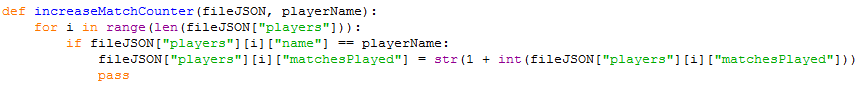 def increaseMatchCounter(fileJSON, playerName):
    for i in range(len(fileJSON["players"])):
        if fileJSON["players"][i]["name"] == playerName:
            fileJSON["players"][i]["matchesPlayed"] = str(1 + int(fileJSON["players"][i]["matchesPlayed"]))
            pass